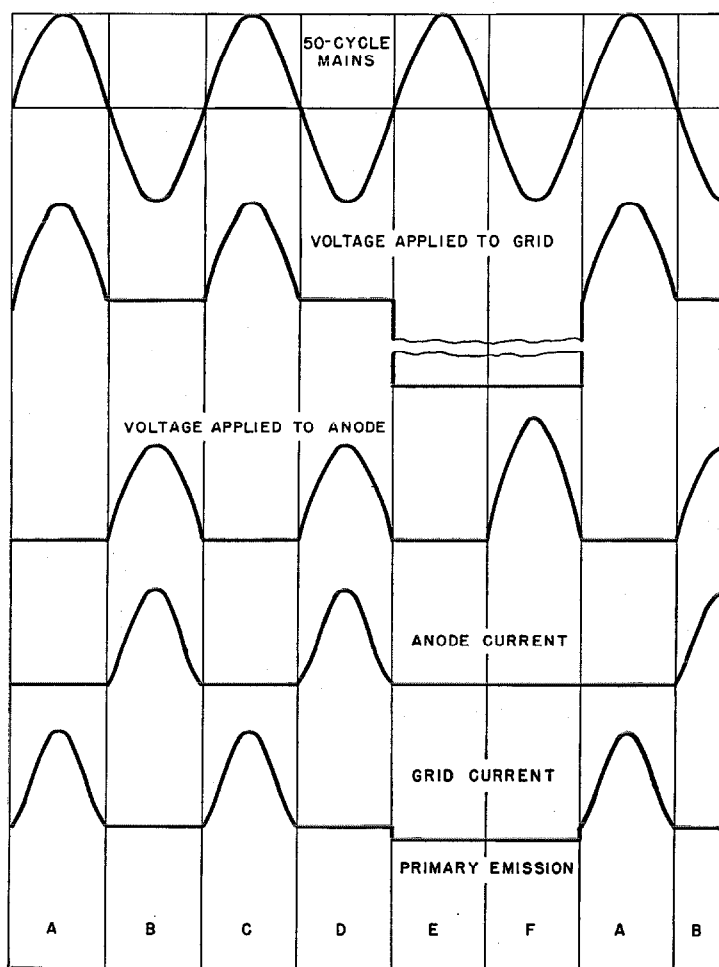 50-CYCLE
MAINS
VOLTAGE APPLIED TO GRID
VOLTAGE APPLIED TO ANODE
ANODE CURRENT
GRID CURRENT
PRIMARY EMISSION
A B C D E F A B